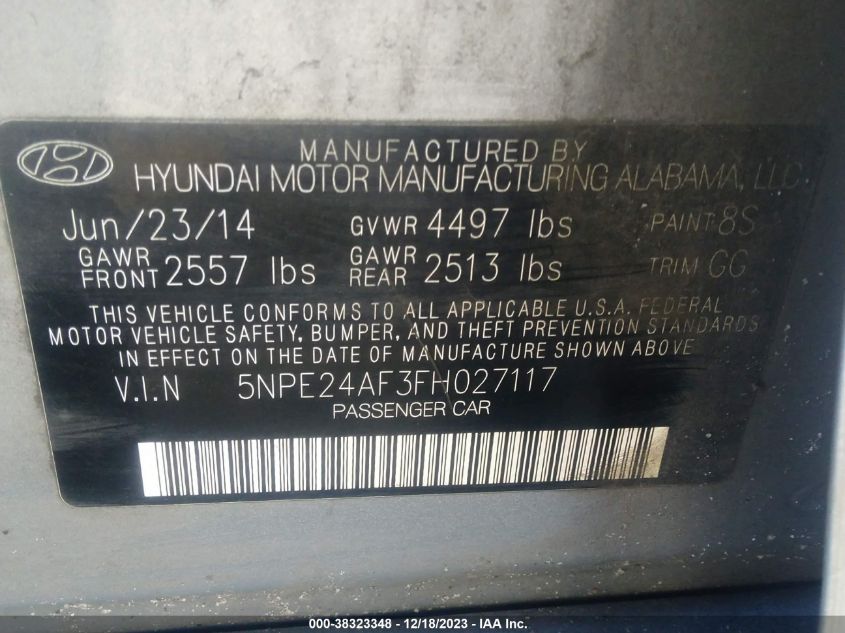 MANUFACTURED BY
HYUNDAI MOTOR MANUFACTURING ALABAMA, LLC
Jun/23/14 GVWR 4497 lbs PAINT 8S
GAWR FRONT 2557 lbs GAWR REAR 2513 lbs TRIM GG
THIS VEHICLE CONFORMS TO ALL APPLICABLE U.S.A. FEDERAL
MOTOR VEHICLE SAFETY, BUMPER, AND THEFT PREVENTION STANDARDS
IN EFFECT ON THE DATE OF MANUFACTURE SHOWN ABOVE.
V.I.N 5NPE24AF3FH027117
PASSENGER CAR
000-38323348 - 12/18/2023 - IAA Inc.